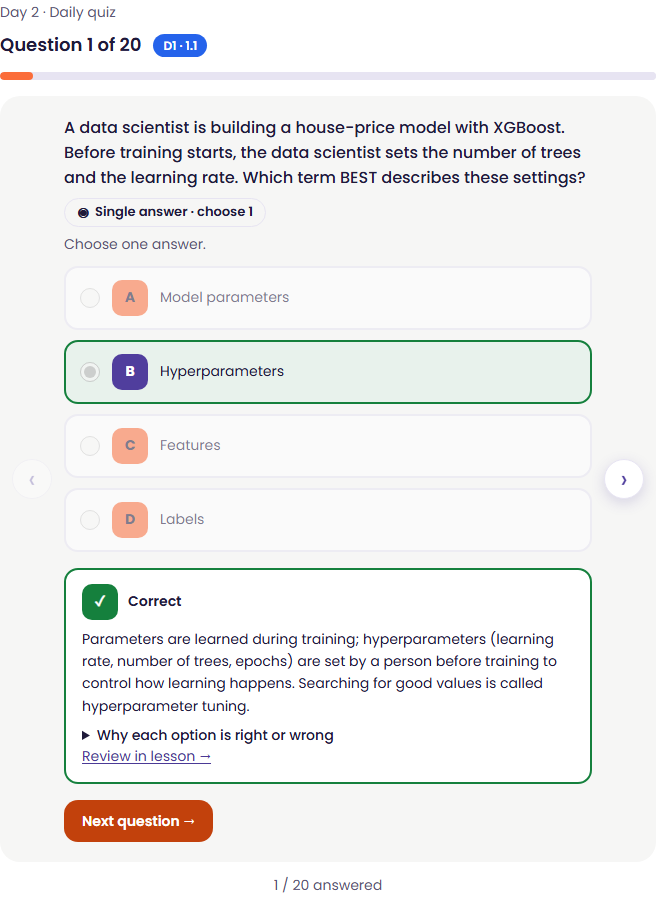 Day 2 · Daily quiz
Question 1 of 20 D1 · 1.1
A data scientist is building a house-price model with XGBoost.
Before training starts, the data scientist sets the number of trees
and the learning rate. Which term BEST describes these settings?
◉ Single answer · choose 1
Choose one answer.
A Model parameters
B Hyperparameters
C Features
D Labels
‹
›
✓ Correct
Parameters are learned during training; hyperparameters (learning
rate, number of trees, epochs) are set by a person before training to
control how learning happens. Searching for good values is called
hyperparameter tuning.
▶ Why each option is right or wrong
Review in lesson →
Next question →
1 / 20 answered